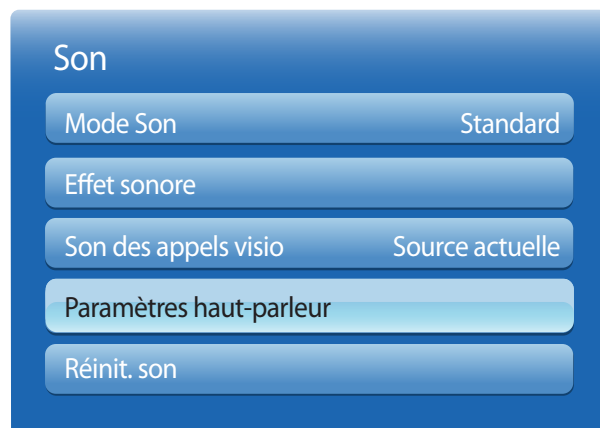 Son
Mode Son Standard
Effet sonore
Son des appels visio Source actuelle
Paramètres haut-parleur
Réinit. son